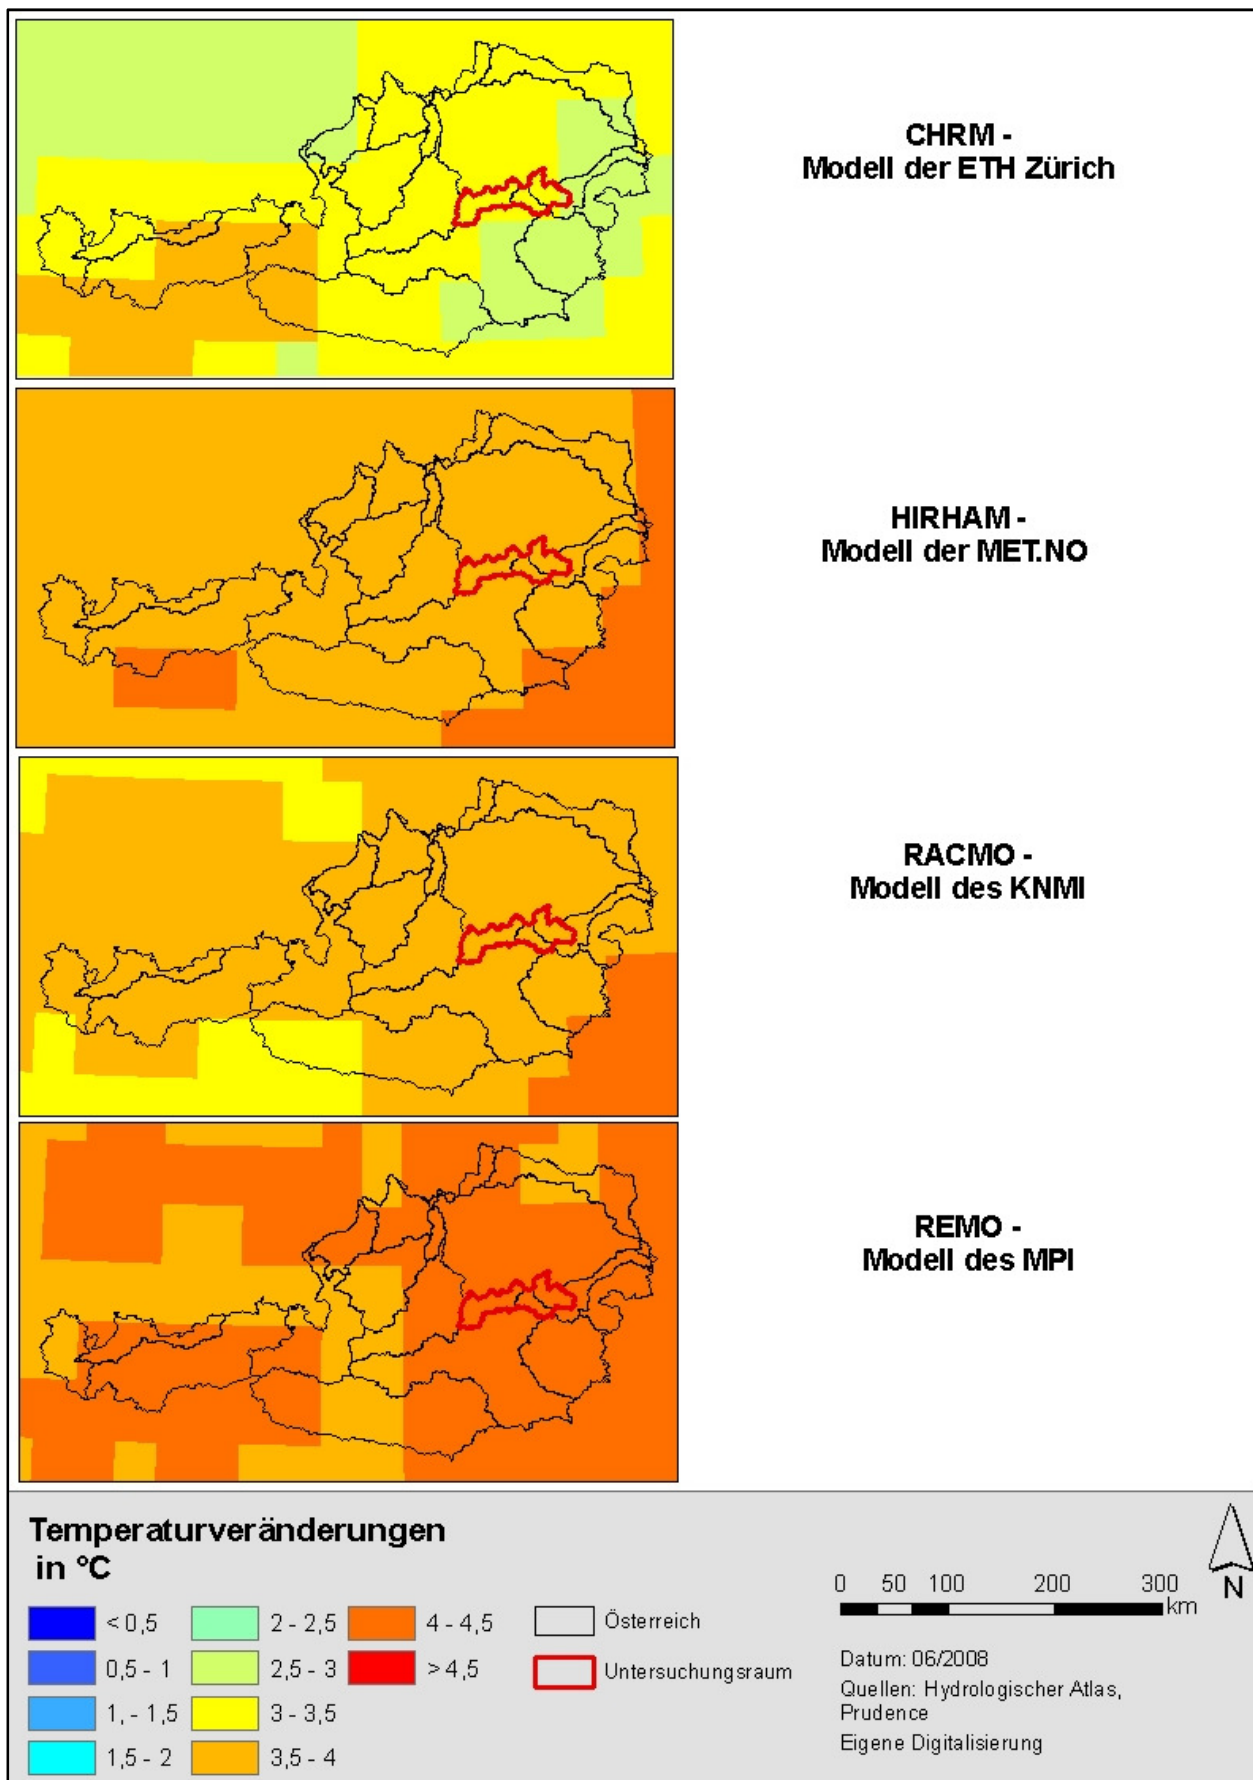 CHRM -
Modell der ETH Zürich
HIRHAM -
Modell der MET.NO
RACMO -
Modell des KNMI
REMO -
Modell des MPI
Temperaturveränderungen
in °C
< 0,5
0,5 - 1
1,- 1,5
1,5 - 2
2 - 2,5
2,5 - 3
3 - 3,5
3,5 - 4
4 - 4,5
> 4,5
Österreich
Untersuchungsraum
0 50 100 200 300
km
N
Datum: 06/2008
Quellen: Hydrologischer Atlas,
Prudence
Eigene Digitalisierung